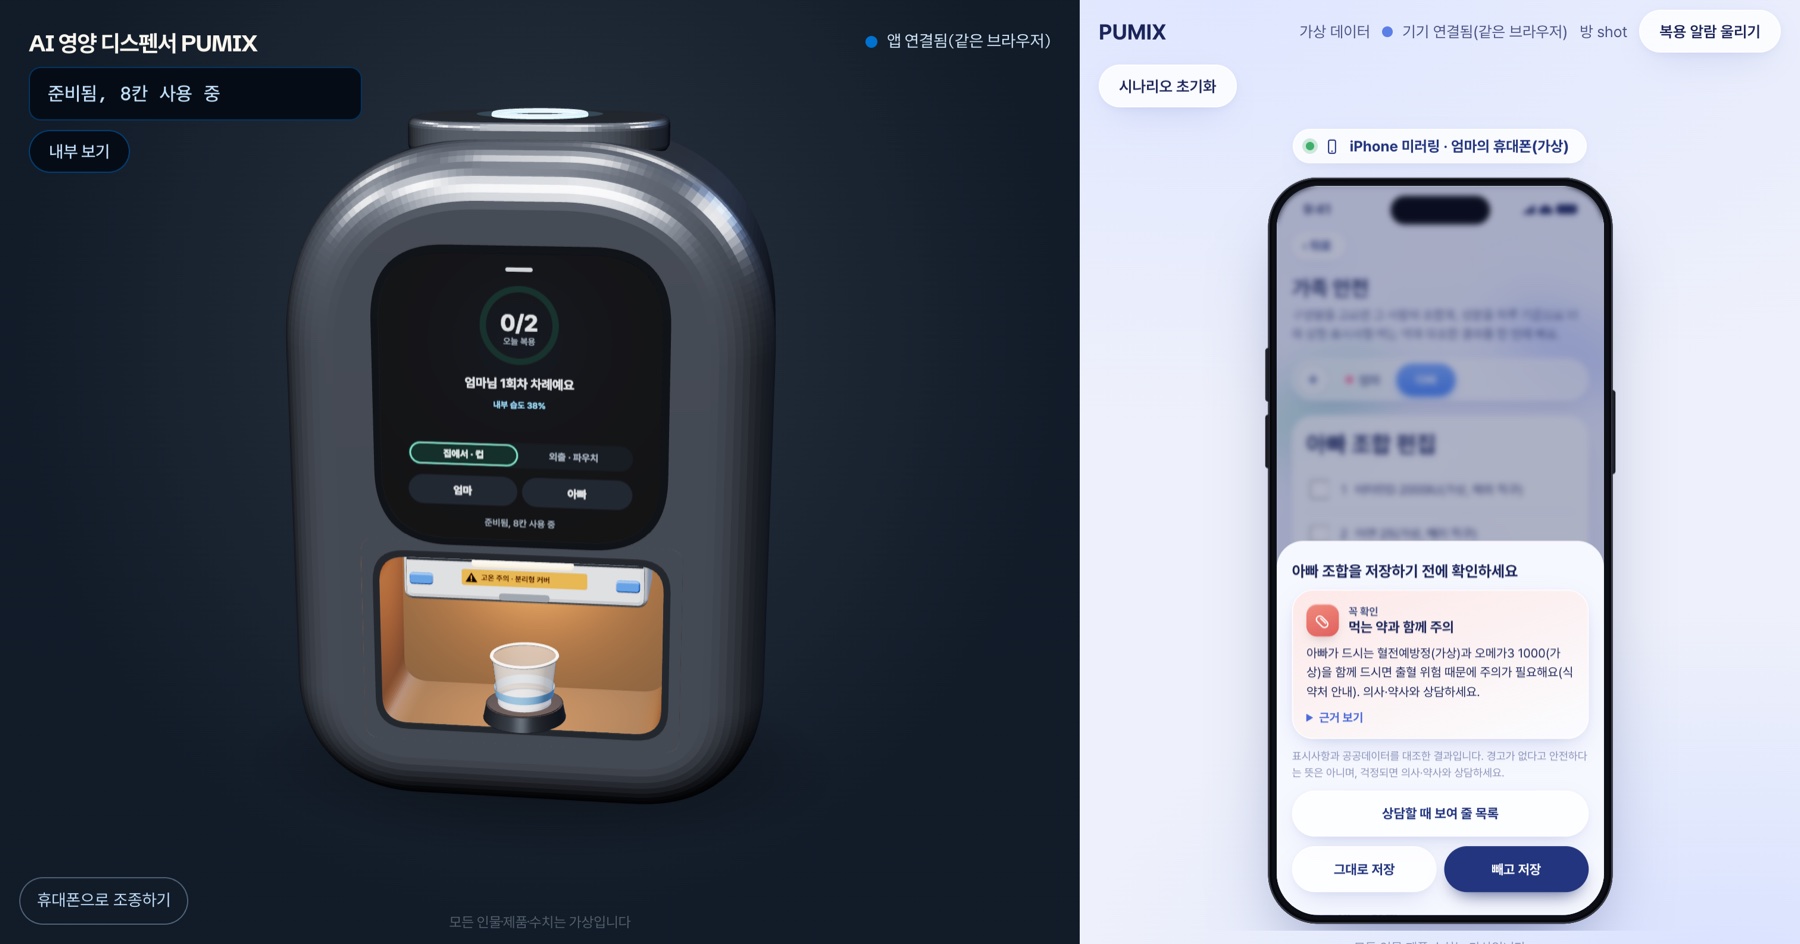 AI 영양 디스펜서 PUMIX
앱 연결됨(같은 브라우저)
준비됨, 8칸 사용 중
내부 보기
0/2
오늘 복용
엄마님 1회차 차례예요
내부 습도 38%
집에서 · 컵
외출 · 파우치
엄마
아빠
준비됨, 8칸 사용 중
고온 주의 · 분리형 커버
휴대폰으로 조종하기
모든 인물·제품·수치는 가상입니다
PUMIX
가상 데이터
기기 연결됨(같은 브라우저)
방 shot
복용 알람 울리기
시나리오 초기화
iPhone 미러링 · 엄마의 휴대폰(가상)
가족 안전
아빠 조합 편집
아빠 조합을 저장하기 전에 확인하세요
꼭 확인
먹는 약과 함께 주의
아빠가 드시는 혈전예방정(가상)과 오메가3 1000(가
상)을 함께 드시면 출혈 위험 때문에 주의가 필요해요(식
약처 안내). 의사·약사와 상담하세요.
▶ 근거 보기
표시사항과 공공데이터를 대조한 결과입니다. 경고가 없다고 안전하다
는 뜻은 아니며, 걱정되면 의사·약사와 상담하세요.
상담할 때 보여 줄 목록
그대로 저장
빼고 저장